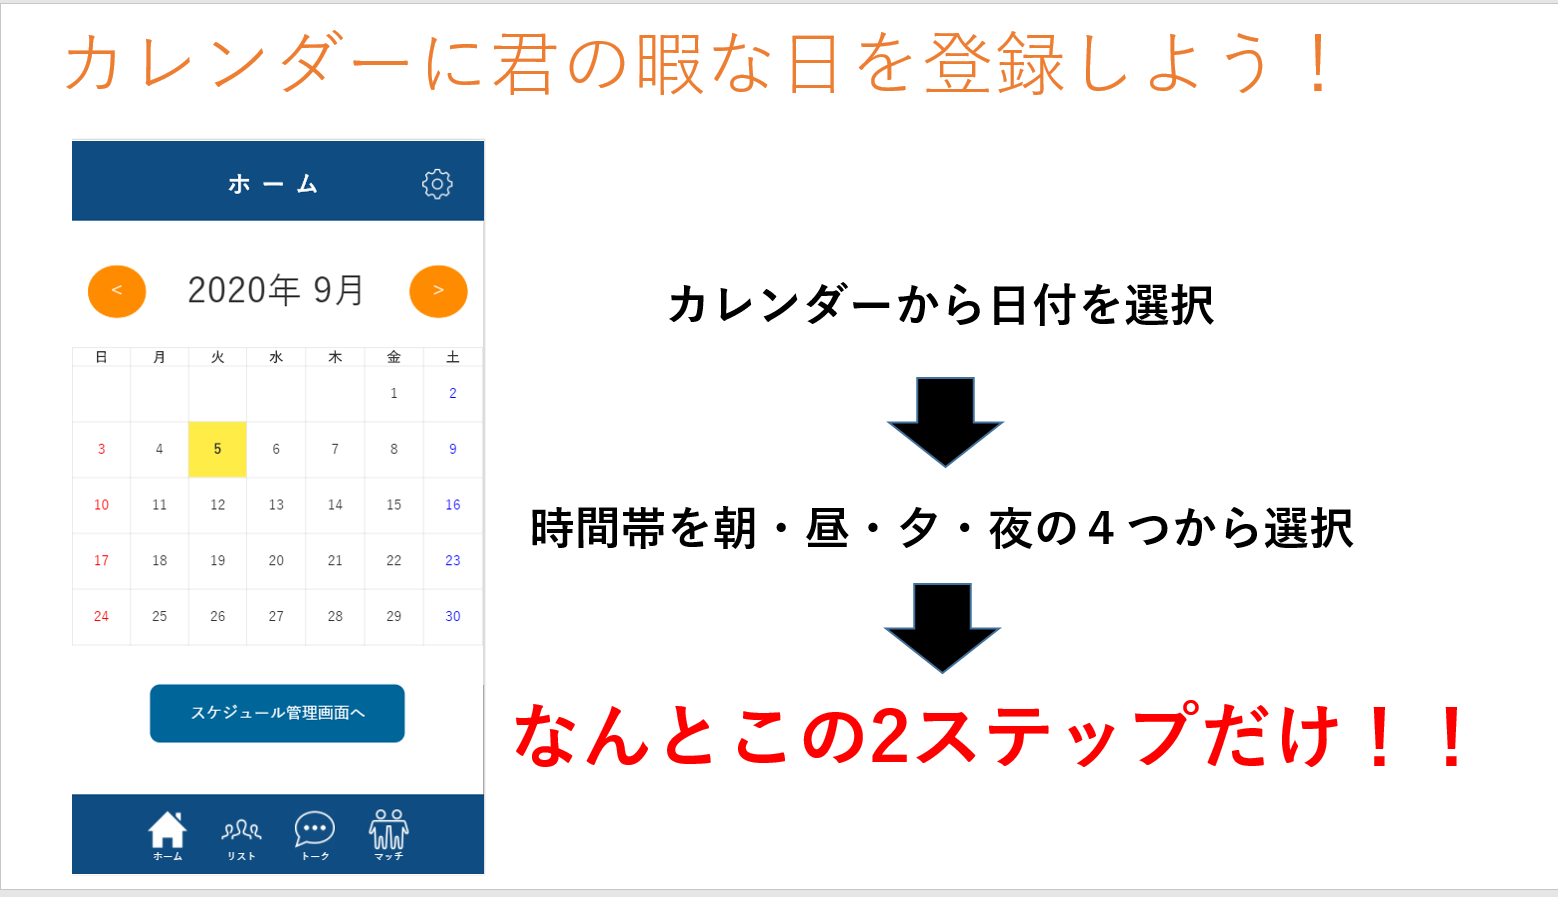 カレンダーに君の暇な日を登録しよう！
ホーム
< 2020年 9月 >
日 月 火 水 木 金 土
1 2
3 4 5 6 7 8 9
10 11 12 13 14 15 16
17 18 19 20 21 22 23
24 25 26 27 28 29 30
スケジュール管理画面へ
ホーム リスト トーク マッチ
カレンダーから日付を選択
時間帯を朝・昼・夕・夜の４つから選択
なんとこの2ステップだけ！！